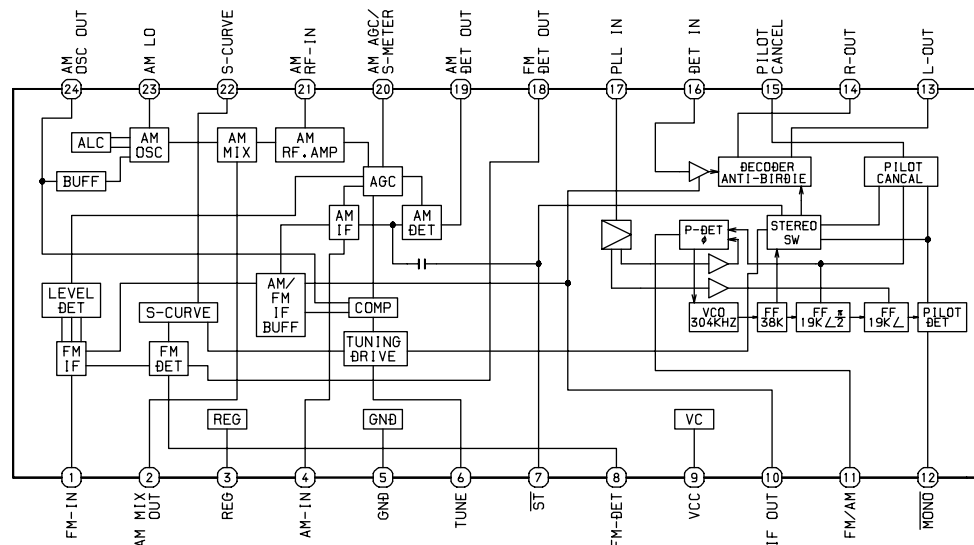 AM
OSC OUT
AM LO
S-CURVE
AM
RF-IN
AM AGC/
S-METER
AM
DET OUT
FM
DET OUT
PLL IN
DET IN
PILOT
CANCEL
R-OUT
L-OUT
24
23
22
21
20
19
18
17
16
15
14
13
ALC
AM
OSC
AM
MIX
AM
RF.AMP
DECODER
ANTI-BIRDIE
PILOT
CANCAL
BUFF
AGC
AM
IF
AM
DET
P-DET
φ
STEREO
SW
LEVEL
DET
S-CURVE
AM/
FM
IF
BUFF
COMP
VCO
304KHZ
FF
38K
FF
19K∠π/2
FF
19K∠
PILOT
DET
FM
IF
FM
DET
TUNING
DRIVE
REG
GND
VC
1
2
3
4
5
6
7
8
9
10
11
12
FM-IN
AM MIX
OUT
REG
AM-IN
GND
TUNE
ST
FM-DET
VCC
IF OUT
FM/AM
MONO